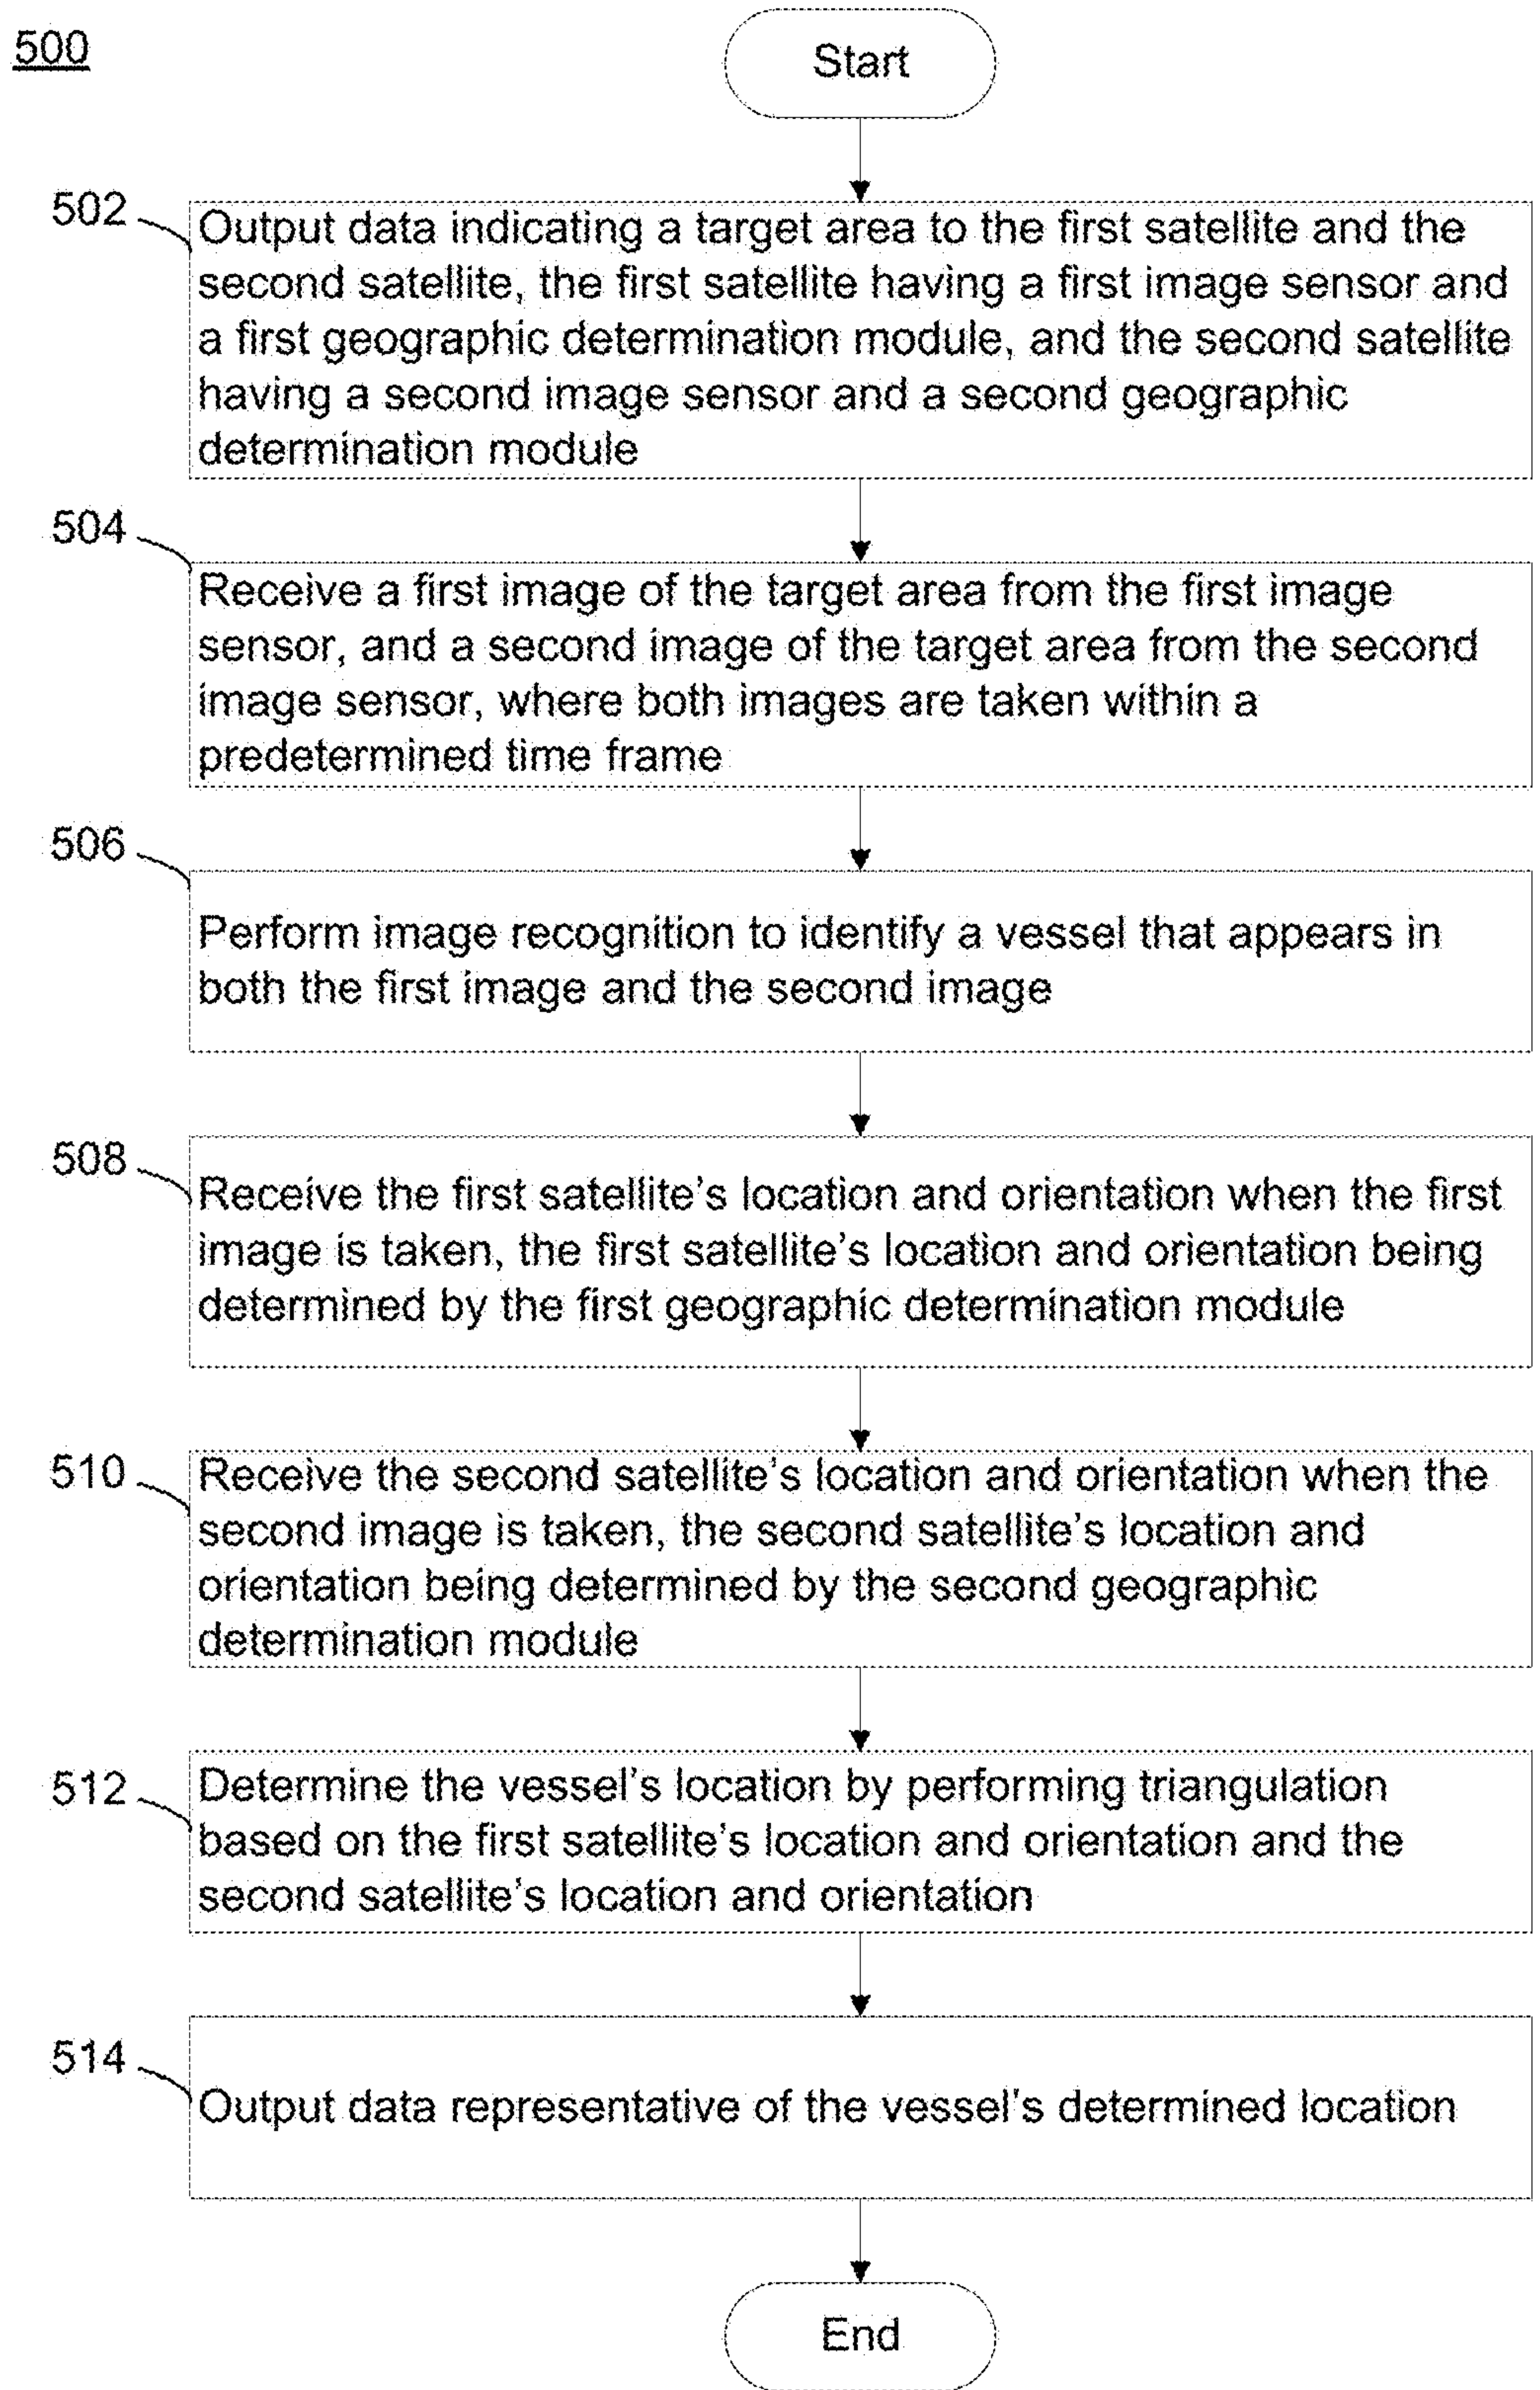 500
Start
502
Output data indicating a target area to the first satellite and the
second satellite, the first satellite having a first image sensor and
a first geographic determination module, and the second satellite
having a second image sensor and a second geographic
determination module
504
Receive a first image of the target area from the first image
sensor, and a second image of the target area from the second
image sensor, where both images are taken within a
predetermined time frame
506
Perform image recognition to identify a vessel that appears in
both the first image and the second image
508
Receive the first satellite's location and orientation when the first
image is taken, the first satellite's location and orientation being
determined by the first geographic determination module
510
Receive the second satellite's location and orientation when the
second image is taken, the second satellite's location and
orientation being determined by the second geographic
determination module
512
Determine the vessel's location by performing triangulation
based on the first satellite's location and orientation and the
second satellite's location and orientation
514
Output data representative of the vessel's determined location
End